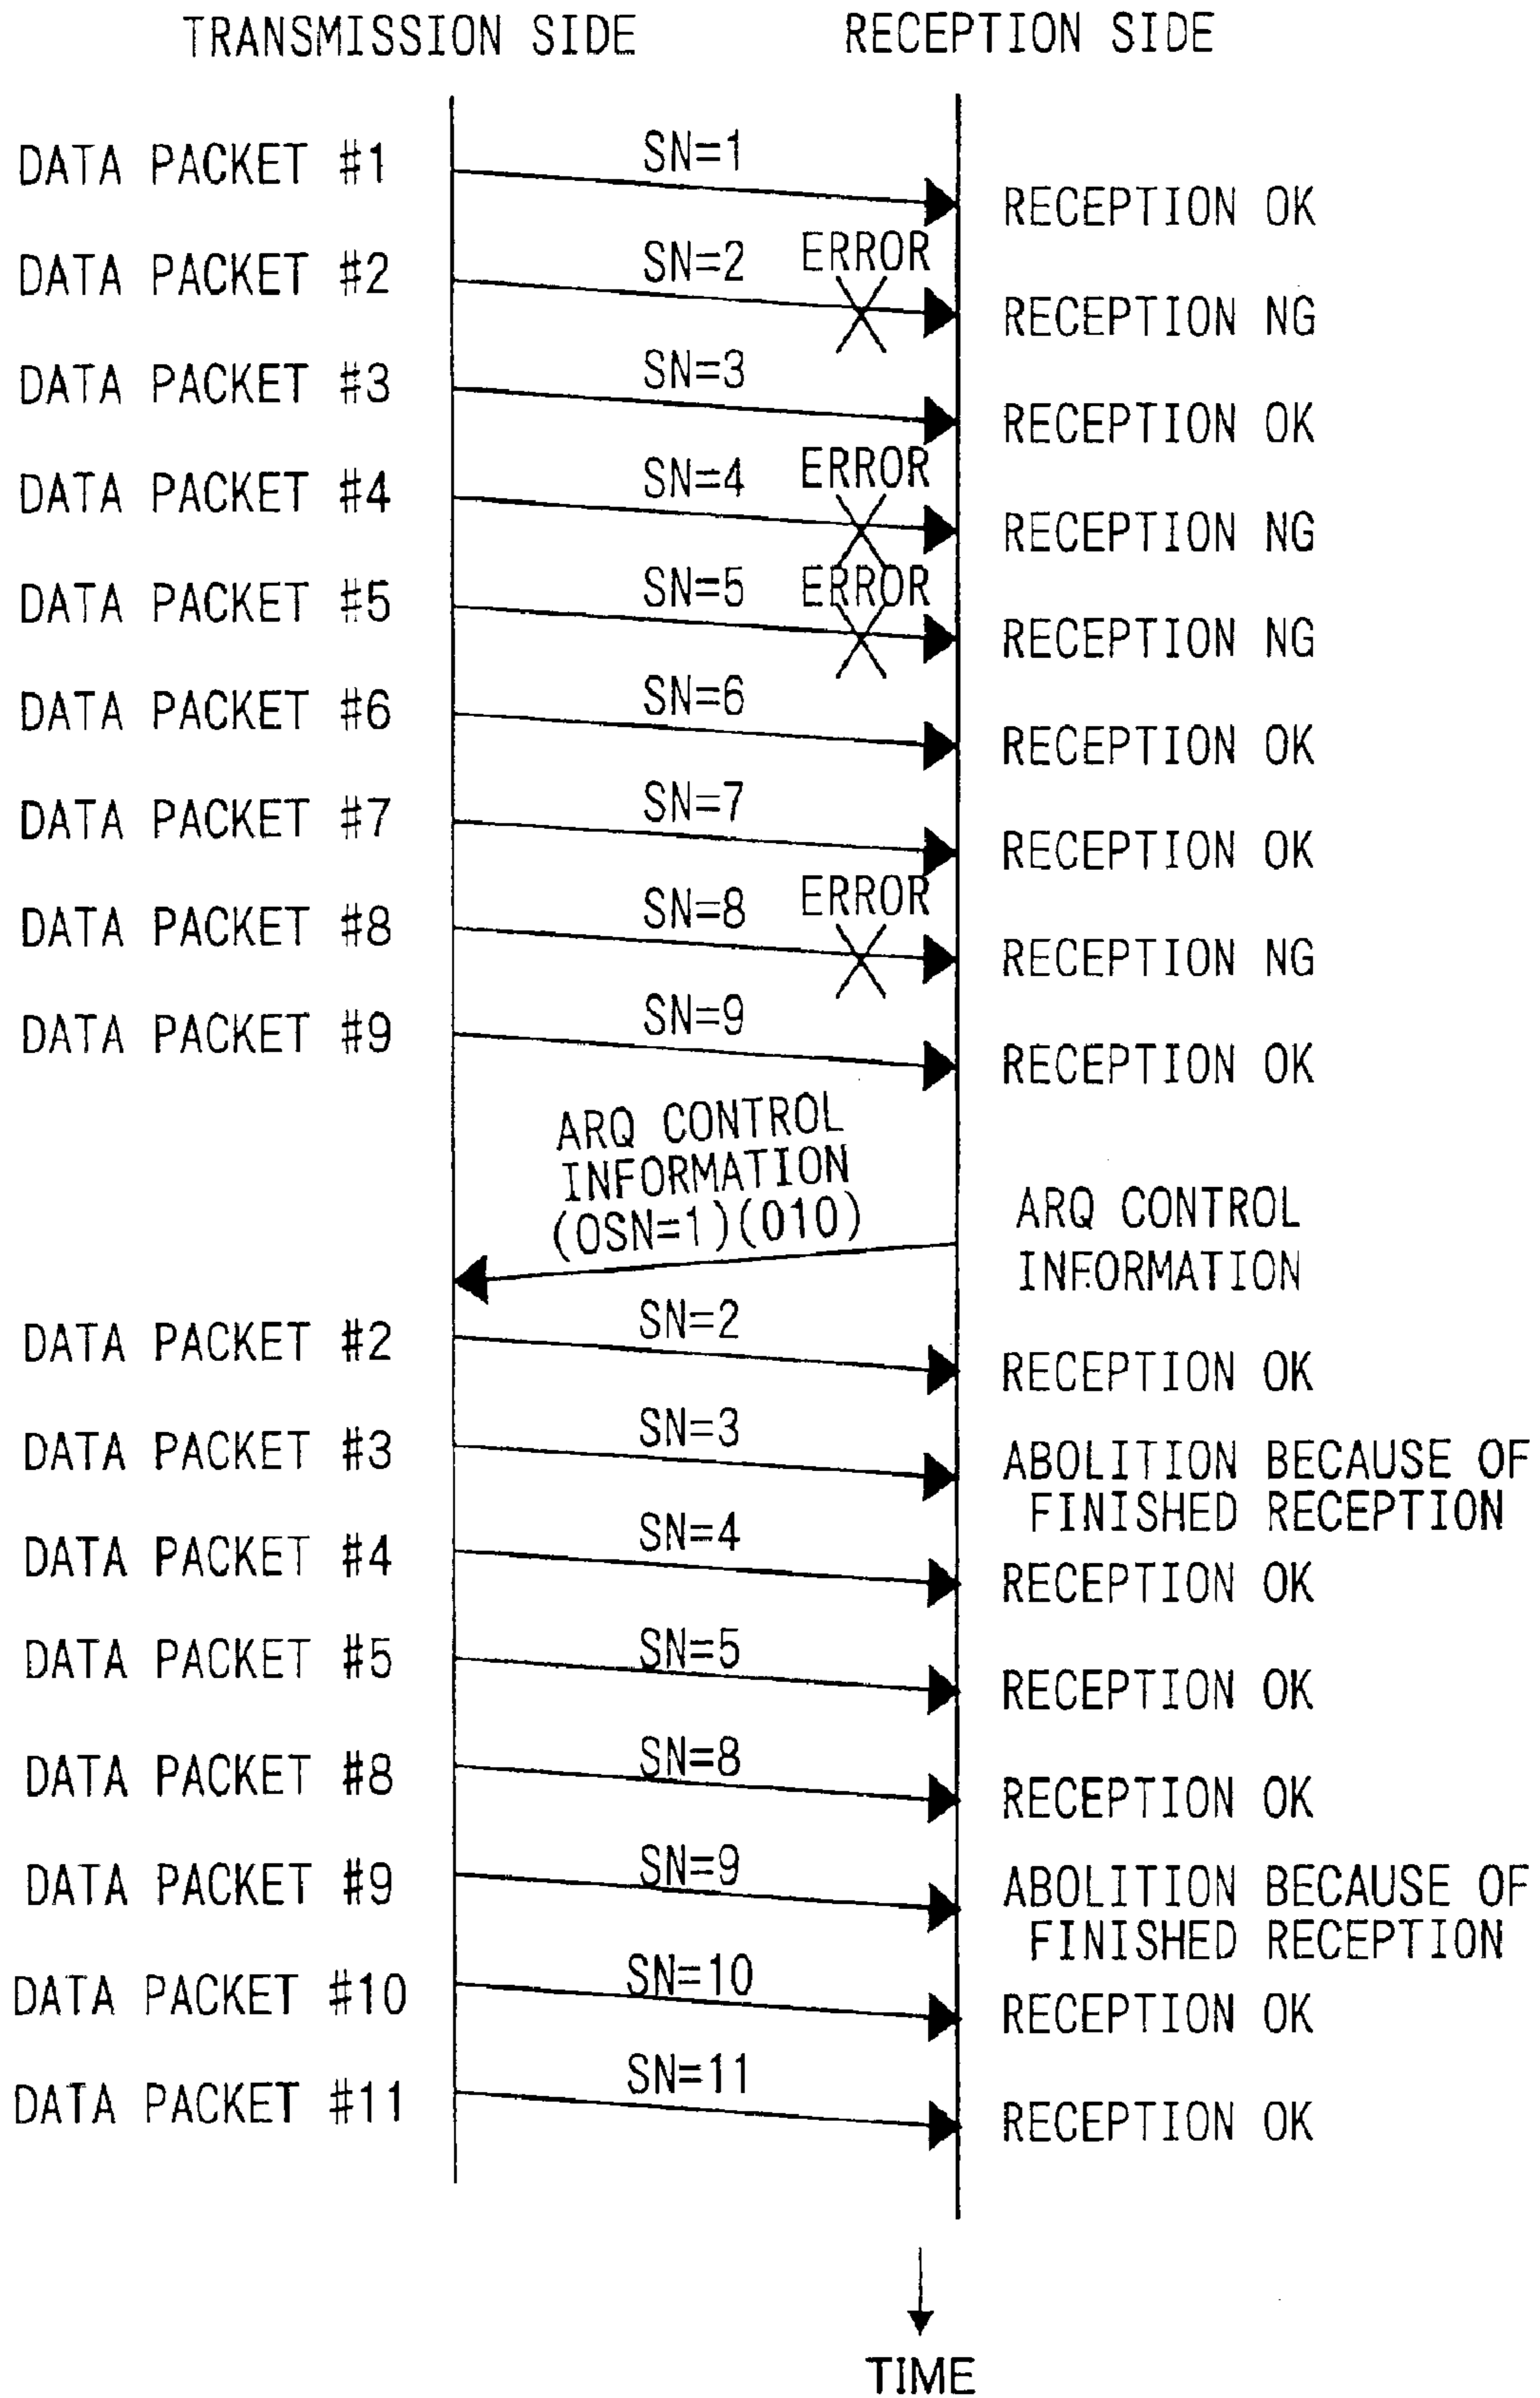 TRANSMISSION SIDE RECEPTION SIDE
DATA PACKET #1 SN=1 RECEPTION OK
DATA PACKET #2 SN=2 ERROR RECEPTION NG
DATA PACKET #3 SN=3 RECEPTION OK
DATA PACKET #4 SN=4 ERROR RECEPTION NG
DATA PACKET #5 SN=5 ERROR RECEPTION NG
DATA PACKET #6 SN=6 RECEPTION OK
DATA PACKET #7 SN=7 RECEPTION OK
DATA PACKET #8 SN=8 ERROR RECEPTION NG
DATA PACKET #9 SN=9 RECEPTION OK
ARQ CONTROL
INFORMATION
(OSN=1)(010)
ARQ CONTROL
INFORMATION
DATA PACKET #2 SN=2 RECEPTION OK
DATA PACKET #3 SN=3 ABOLITION BECAUSE OF
FINISHED RECEPTION
DATA PACKET #4 SN=4 RECEPTION OK
DATA PACKET #5 SN=5 RECEPTION OK
DATA PACKET #8 SN=8 RECEPTION OK
DATA PACKET #9 SN=9 ABOLITION BECAUSE OF
FINISHED RECEPTION
DATA PACKET #10 SN=10 RECEPTION OK
DATA PACKET #11 SN=11 RECEPTION OK
TIME